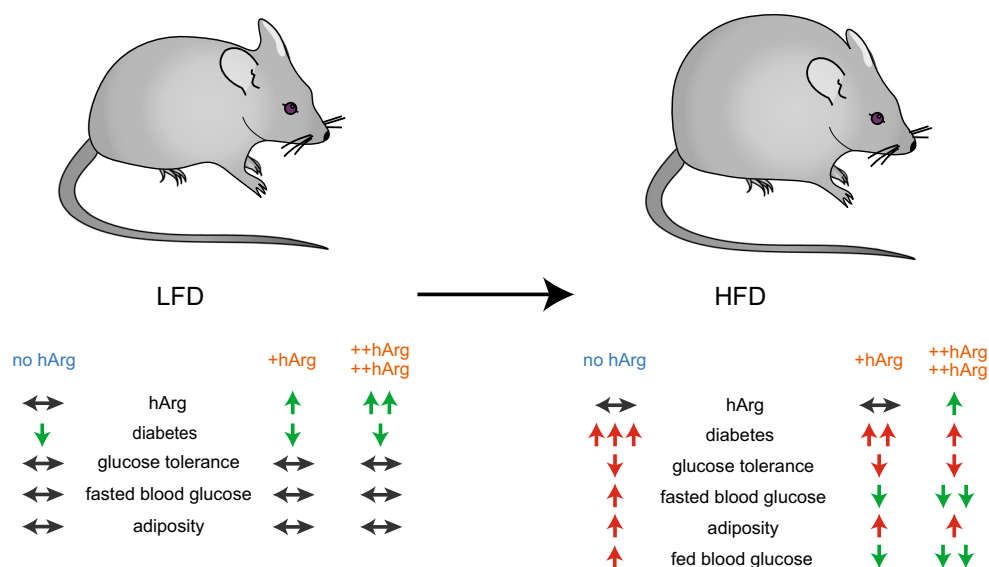 LFD
HFD
no hArg
+hArg
++hArg
++hArg
hArg
diabetes
glucose tolerance
fasted blood glucose
adiposity
no hArg
+hArg
++hArg
++hArg
hArg
diabetes
glucose tolerance
fasted blood glucose
adiposity
fed blood glucose